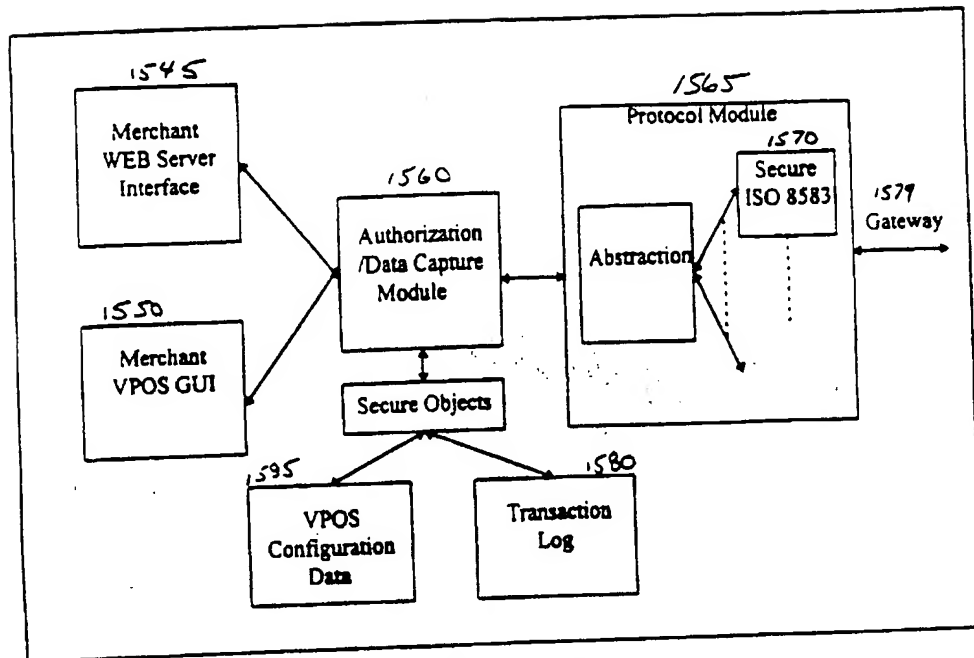 1545
Merchant
WEB Server
Interface
1550
Merchant
VPOS GUI
1560
Authorization
/Data Capture
Module
Secure Objects
1595
VPOS
Configuration
Data
1580
Transaction
Log
1565
Protocol Module
Abstraction
1570
Secure
ISO 8583
1579
Gateway